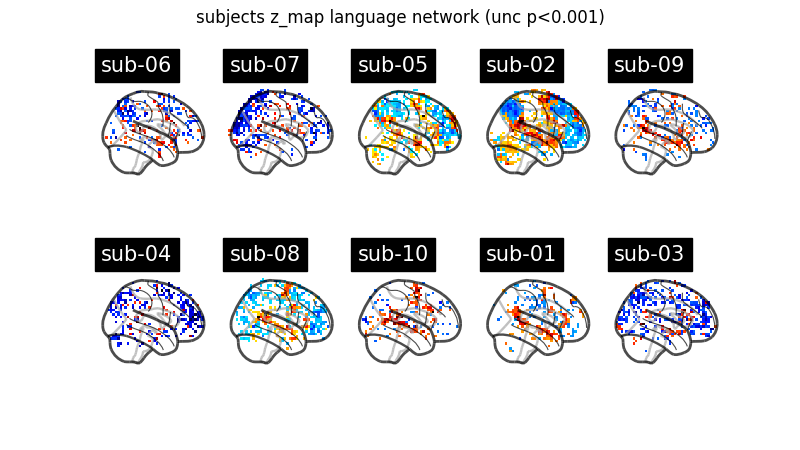 subjects z_map language network (unc p<0.001)
sub-06 sub-07 sub-05 sub-02 sub-09
sub-04 sub-08 sub-10 sub-01 sub-03